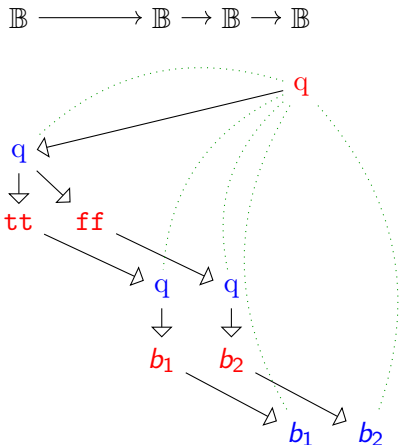 𝔹 ⟶ 𝔹 → 𝔹 → 𝔹
q
q
tt ff
q q
b₁ b₂
b₁ b₂